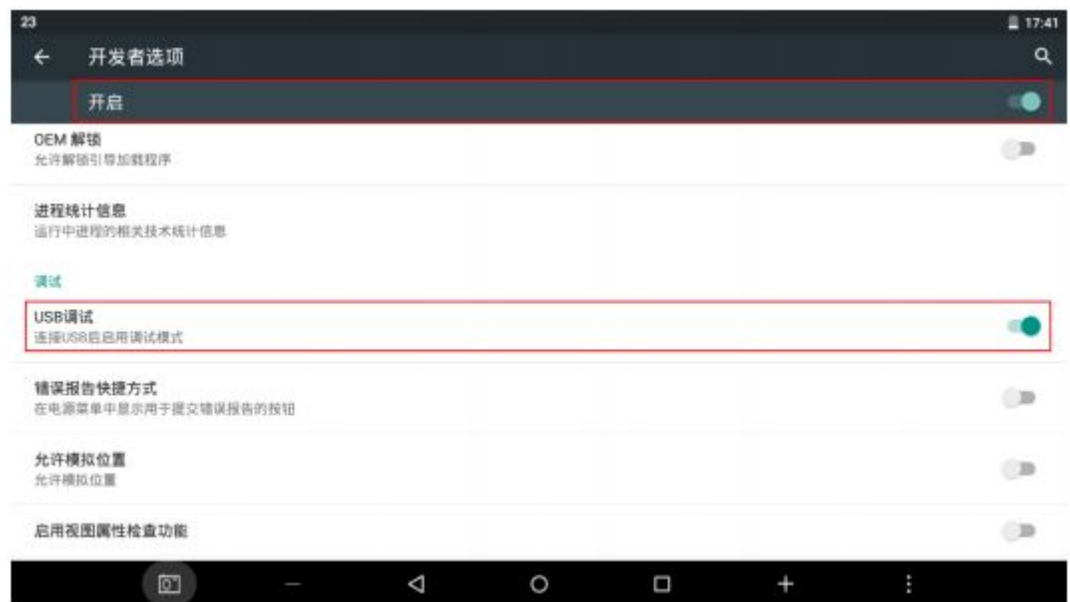 23
17:41
开发者选项
开启
OEM 解锁
允许解锁引导加载程序
进程统计信息
运行中进程的相关技术统计信息
调试
USB调试
连接USB后启用调试模式
错误报告快捷方式
在电源菜单中显示用于提交错误报告的按钮
允许模拟位置
允许模拟位置
启用视图属性检查功能